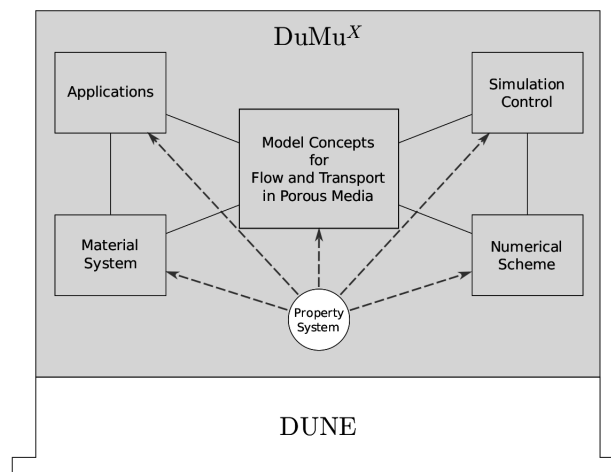 DuMuX
Applications
Simulation
Control
Model Concepts
for
Flow and Transport
in Porous Media
Material
System
Numerical
Scheme
Property
System
DUNE